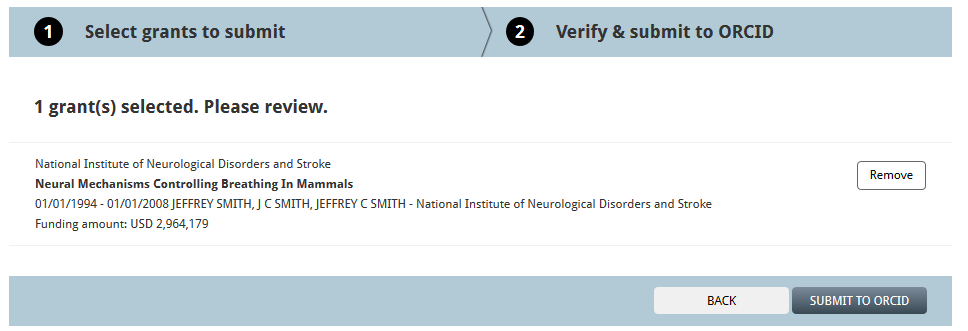 1 Select grants to submit
2 Verify & submit to ORCID
1 grant(s) selected. Please review.
National Institute of Neurological Disorders and Stroke
Remove
Neural Mechanisms Controlling Breathing In Mammals
01/01/1994 - 01/01/2008 JEFFREY SMITH, J C SMITH, JEFFREY C SMITH - National Institute of Neurological Disorders and Stroke
Funding amount: USD 2,964,179
BACK
SUBMIT TO ORCID